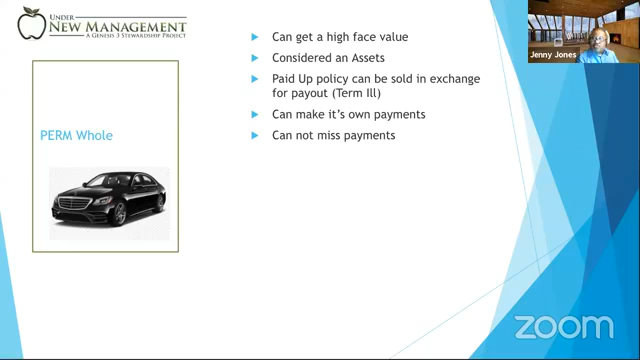 UNDER
NEW MANAGEMENT
A GENESIS 3 STEWARDSHIP PROJECT
PERM Whole
Can get a high face value
Considered an Assets
Paid Up policy can be sold in exchange
for payout (Term Ill)
Can make it's own payments
Can not miss payments
Jenny Jones
zoom